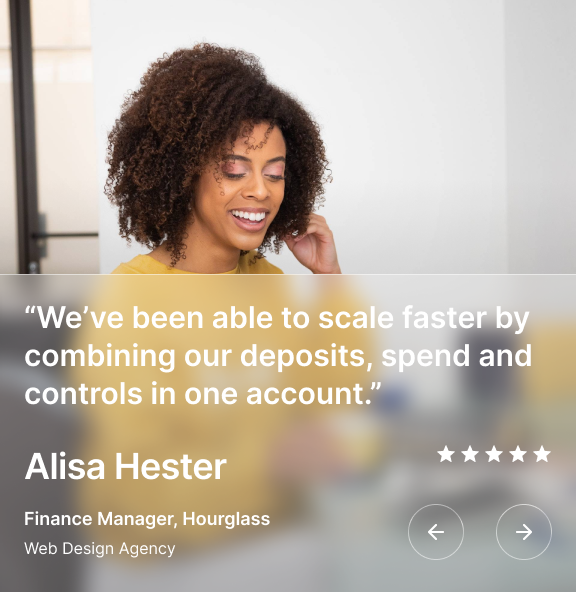 “We’ve been able to scale faster by
combining our deposits, spend and
controls in one account.”
Alisa Hester
Finance Manager, Hourglass
Web Design Agency